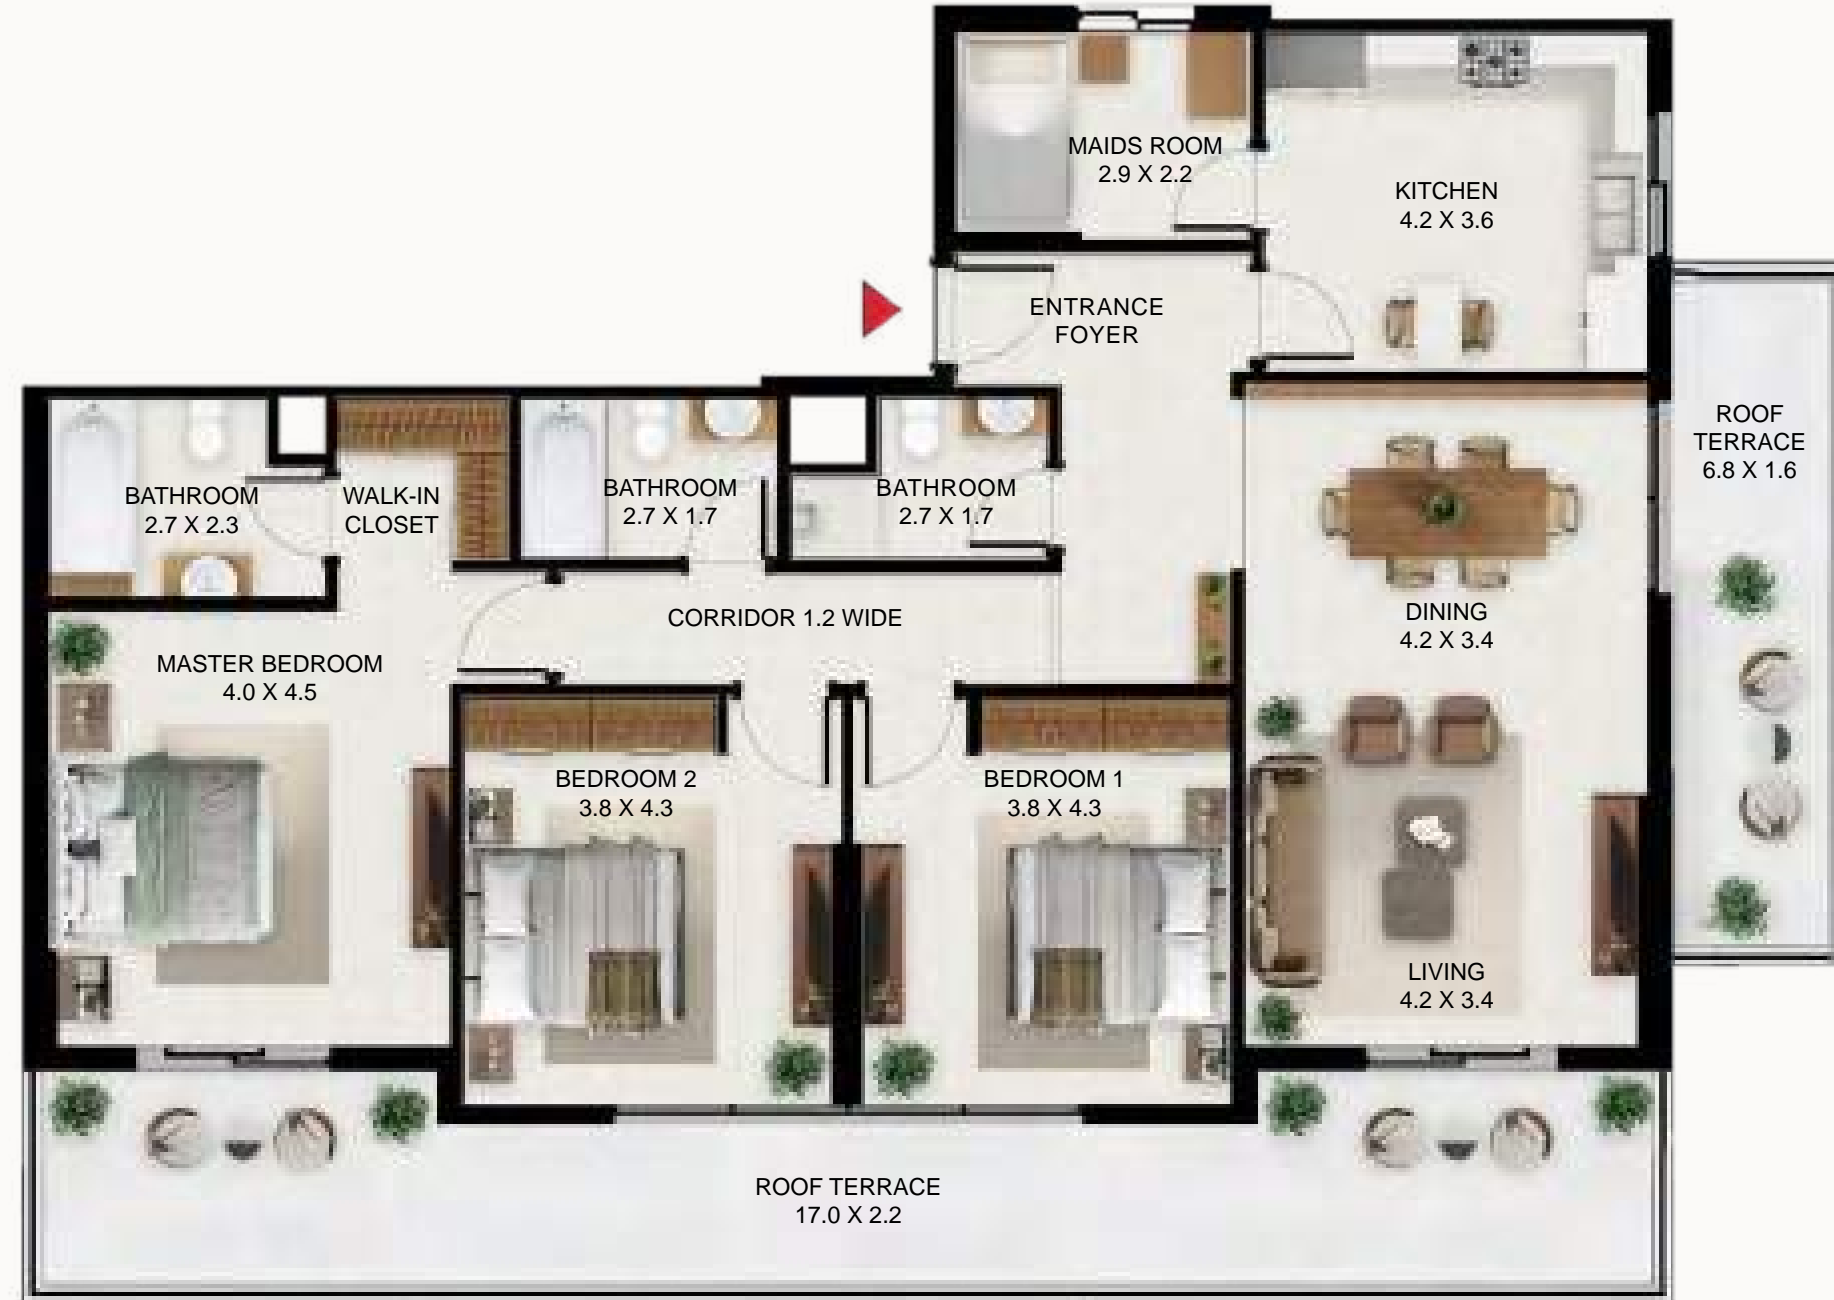 MAIDS ROOM
2.9 X 2.2
KITCHEN
4.2 X 3.6
ENTRANCE
FOYER
ROOF
TERRACE
6.8 X 1.6
BATHROOM
2.7 X 2.3
WALK-IN
CLOSET
BATHROOM
2.7 X 1.7
BATHROOM
2.7 X 1.7
CORRIDOR 1.2 WIDE
DINING
4.2 X 3.4
MASTER BEDROOM
4.0 X 4.5
BEDROOM 2
3.8 X 4.3
BEDROOM 1
3.8 X 4.3
LIVING
4.2 X 3.4
ROOF TERRACE
17.0 X 2.2